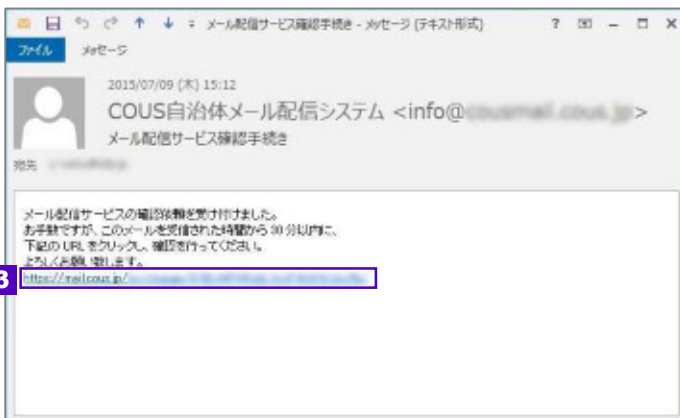 メール配信サービス確認手続き - メッセージ (テキスト形式)
ファイル メッセージ
2015/07/09 (木) 15:12
COUS自治体メール配信システム <info@ >
メール配信サービス確認手続き
宛先
メール配信サービスの確認依頼を受け付けました。
お手数ですが、このメールを受信された時間から 30 分以内に、
下記の URL をクリックし、確認を行ってください。
よろしくお願い致します。
3
https://mailcous.jp/